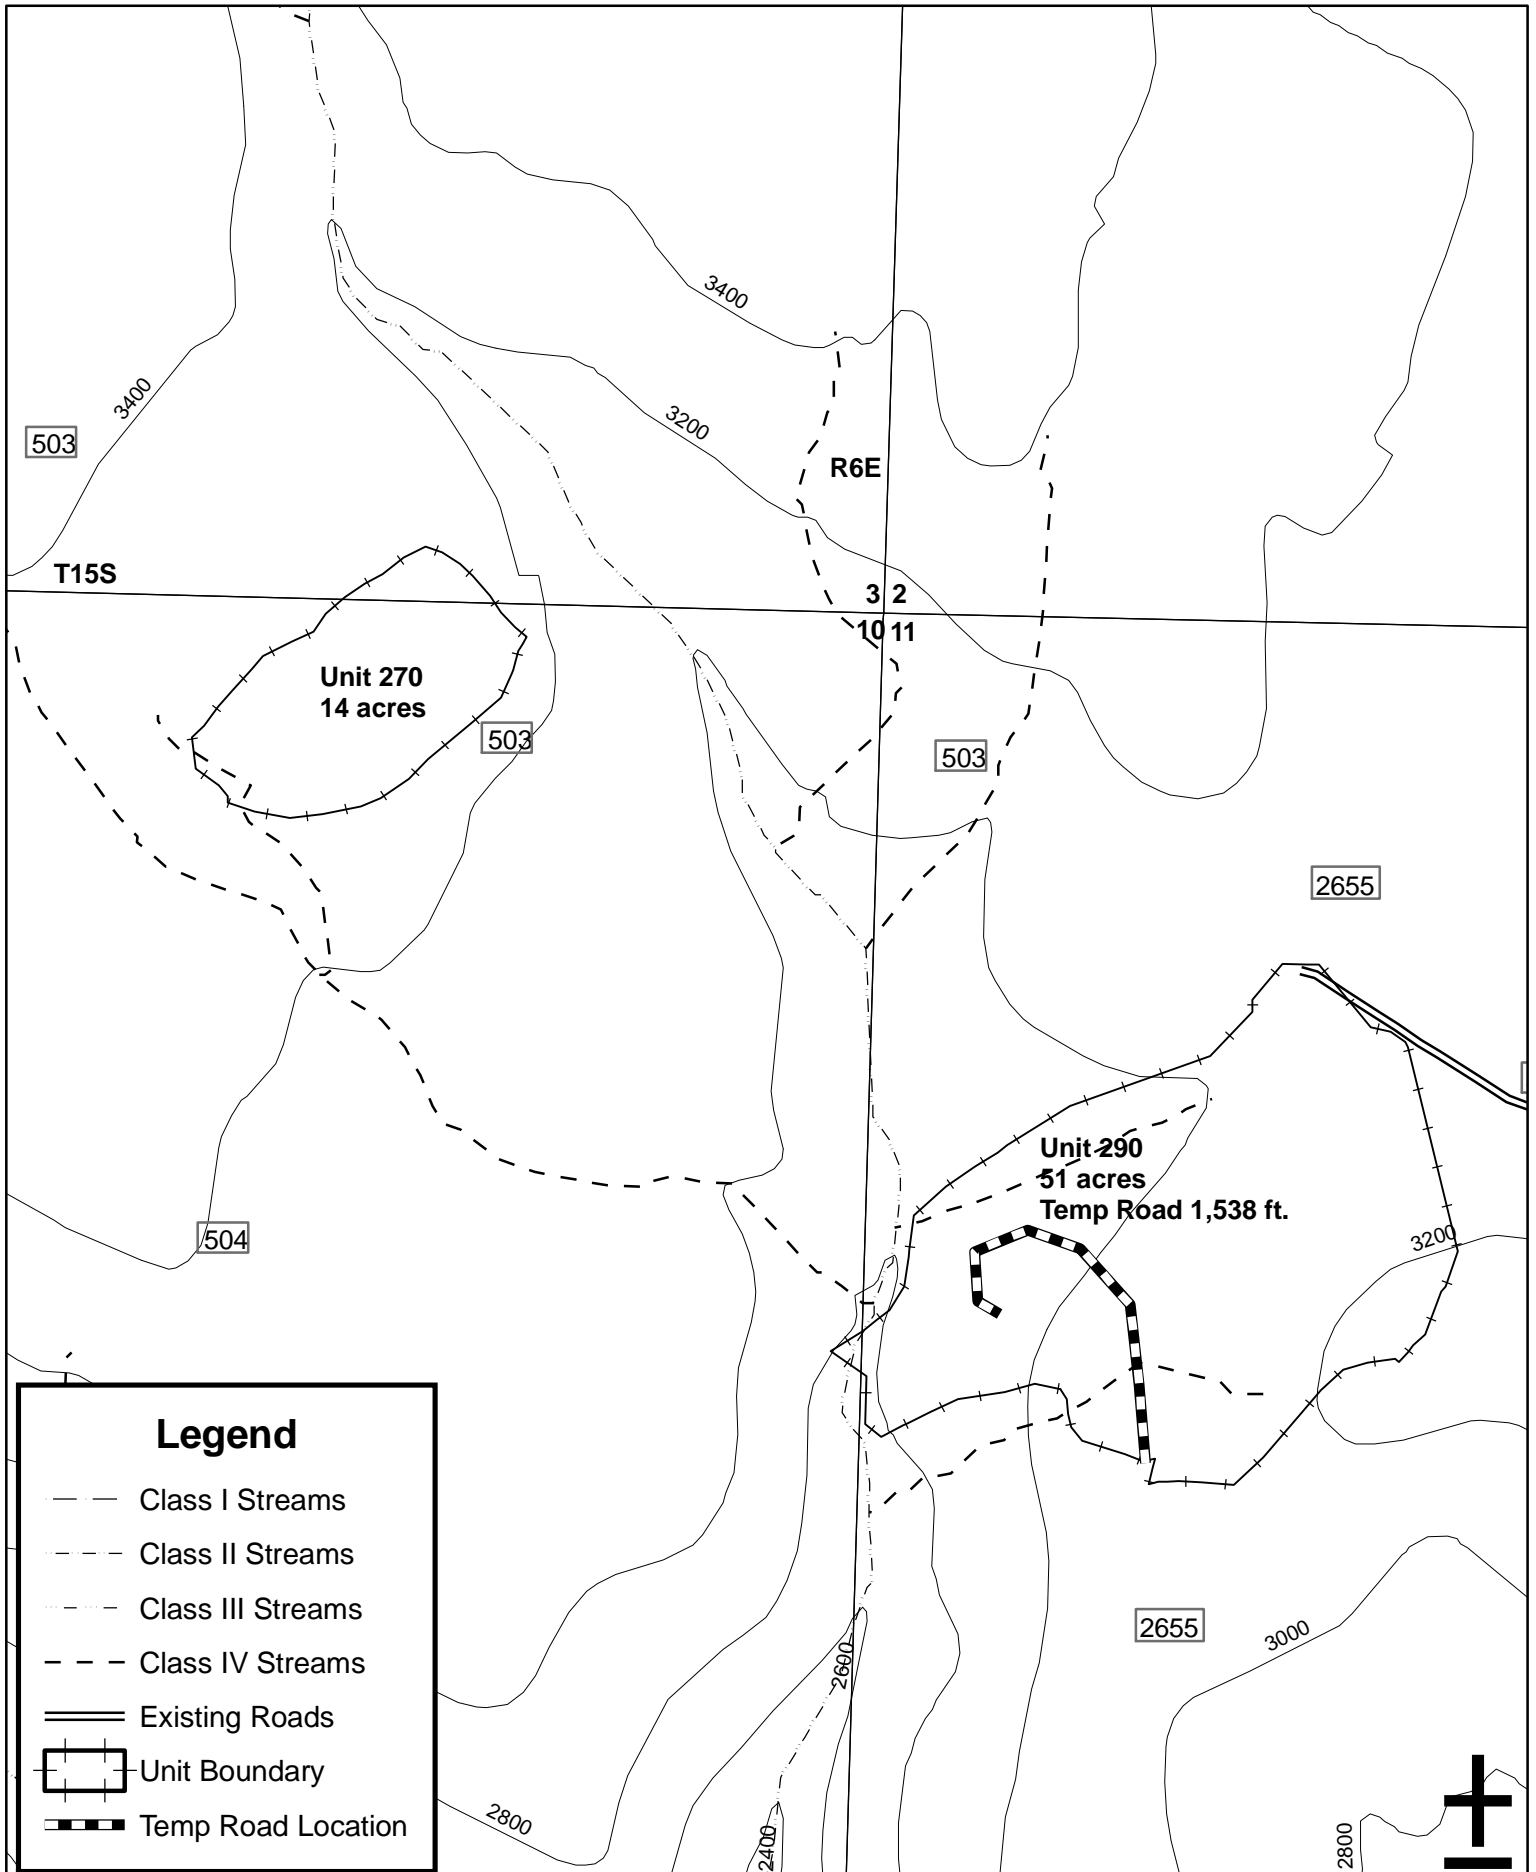 3400
3400
3200
503
R6E
T15S
3 2
10 11
Unit 270
14 acres
503
503
2655
Unit 290
51 acres
Temp Road 1,538 ft.
504
3200
Legend
Class I Streams
Class II Streams
Class III Streams
Class IV Streams
Existing Roads
Unit Boundary
Temp Road Location
2655
3000
2600
2800
2400
2800